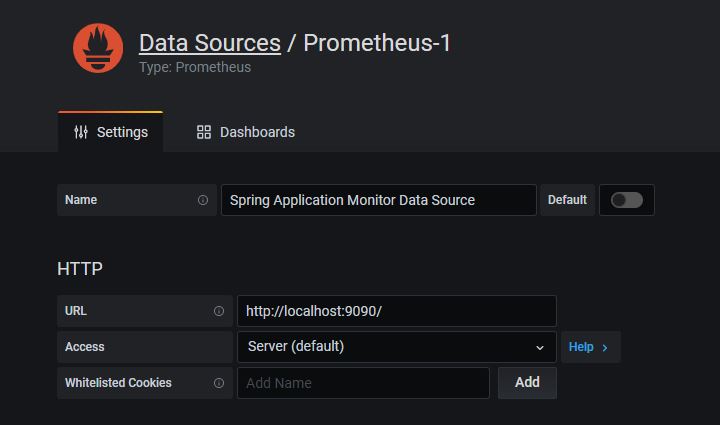 Data Sources / Prometheus-1
Type: Prometheus
Settings Dashboards
Name Spring Application Monitor Data Source Default
HTTP
URL http://localhost:9090/
Access Server (default) Help
Whitelisted Cookies Add Name Add